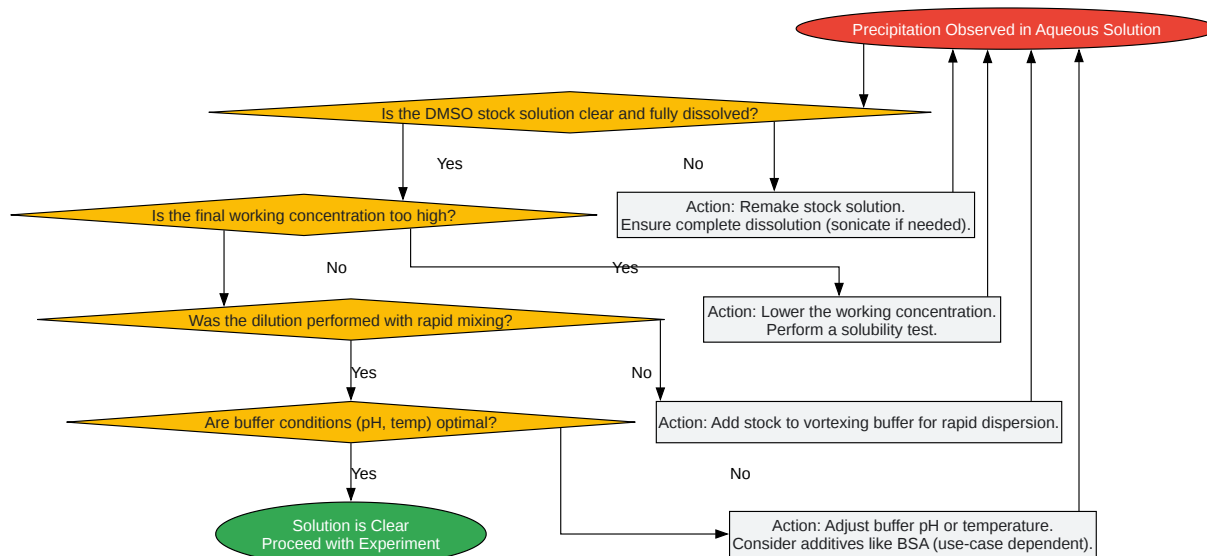 Precipitation Observed in Aqueous Solution
Is the DMSO stock solution clear and fully dissolved?
Yes
No
Is the final working concentration too high?
Action: Remake stock solution.
Ensure complete dissolution (sonicate if needed).
No
Yes
Action: Lower the working concentration.
Perform a solubility test.
Was the dilution performed with rapid mixing?
Yes
No
Are buffer conditions (pH, temp) optimal?
Action: Add stock to vortexing buffer for rapid dispersion.
Yes
No
Solution is Clear
Proceed with Experiment
Action: Adjust buffer pH or temperature.
Consider additives like BSA (use-case dependent).